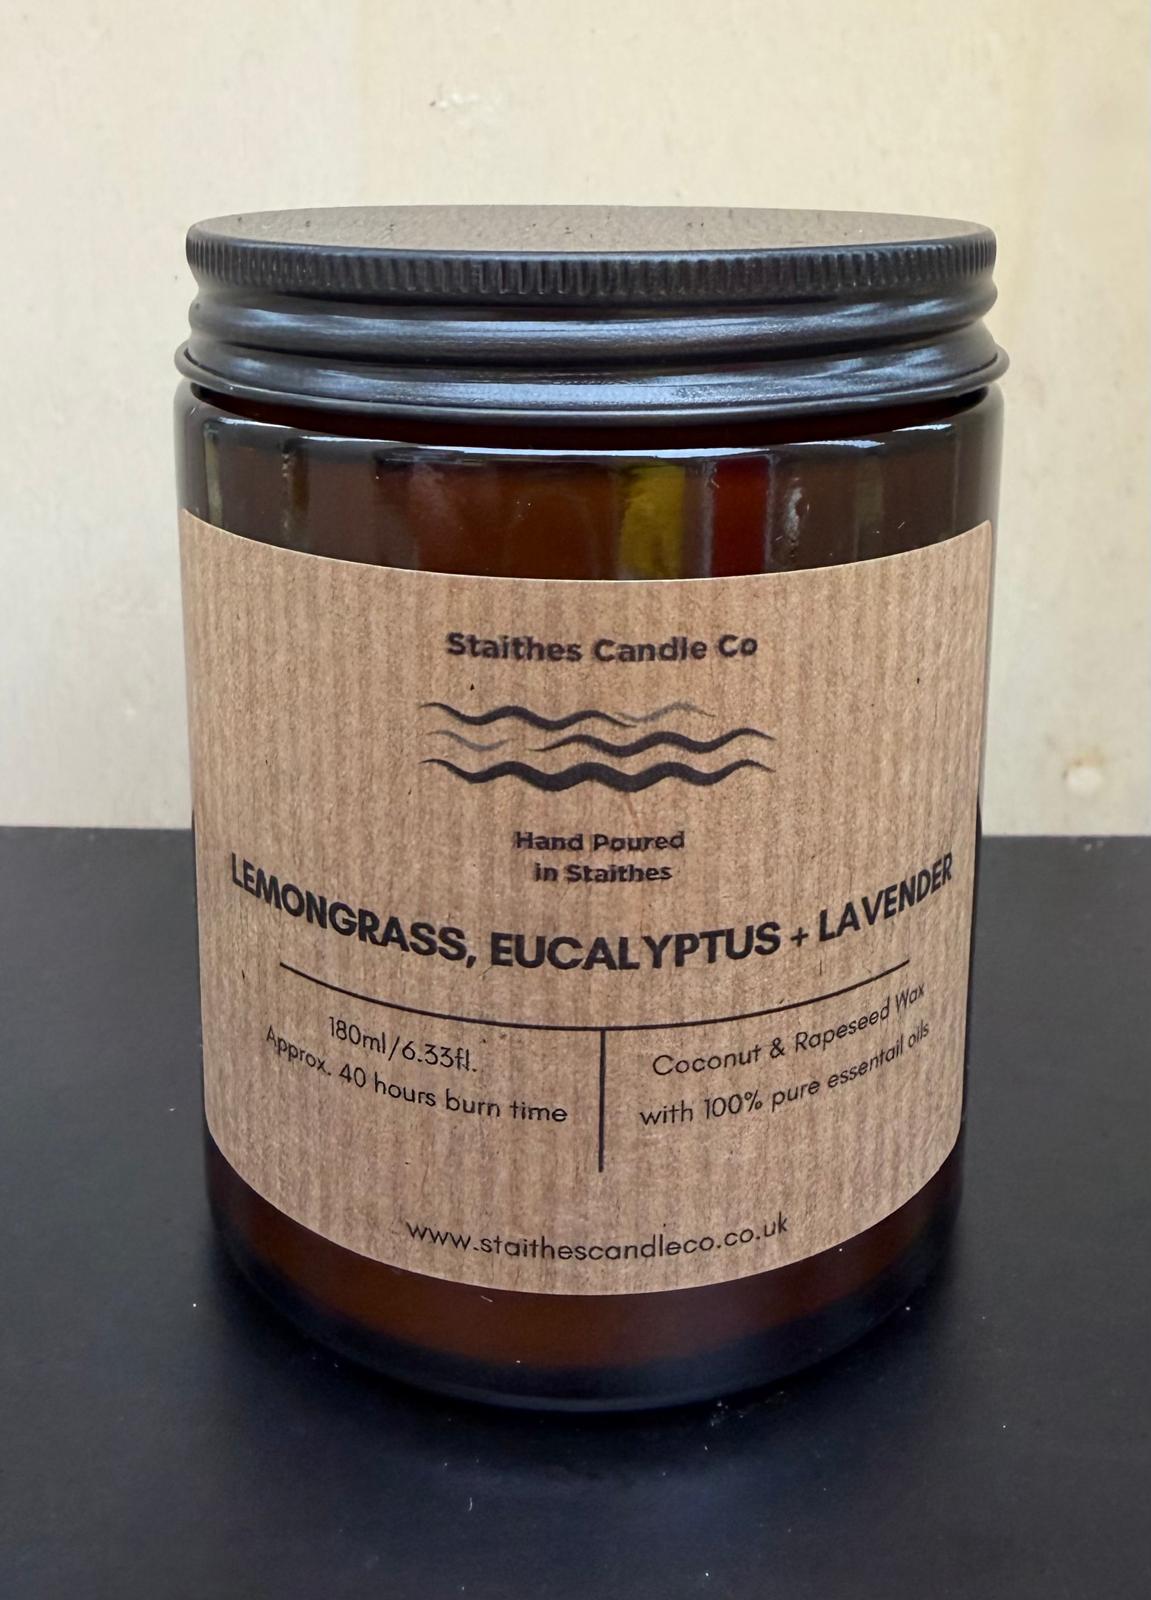 Staithes Candle Co
Hand Poured
in Staithes
LEMONGRASS, EUCALYPTUS + LAVENDER
180ml/6.33fl.
Approx. 40 hours burn time
Coconut & Rapeseed Wax
with 100% pure essentail oils
www.staithescandleco.co.uk